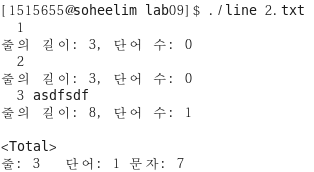 [1515655@soheelim lab09]$ ./line 2.txt
1
줄의 길이: 3, 단어 수: 0
2
줄의 길이: 3, 단어 수: 0
3 asdfsdf
줄의 길이: 8, 단어 수: 1
<Total>
줄: 3 단어: 1 문자: 7